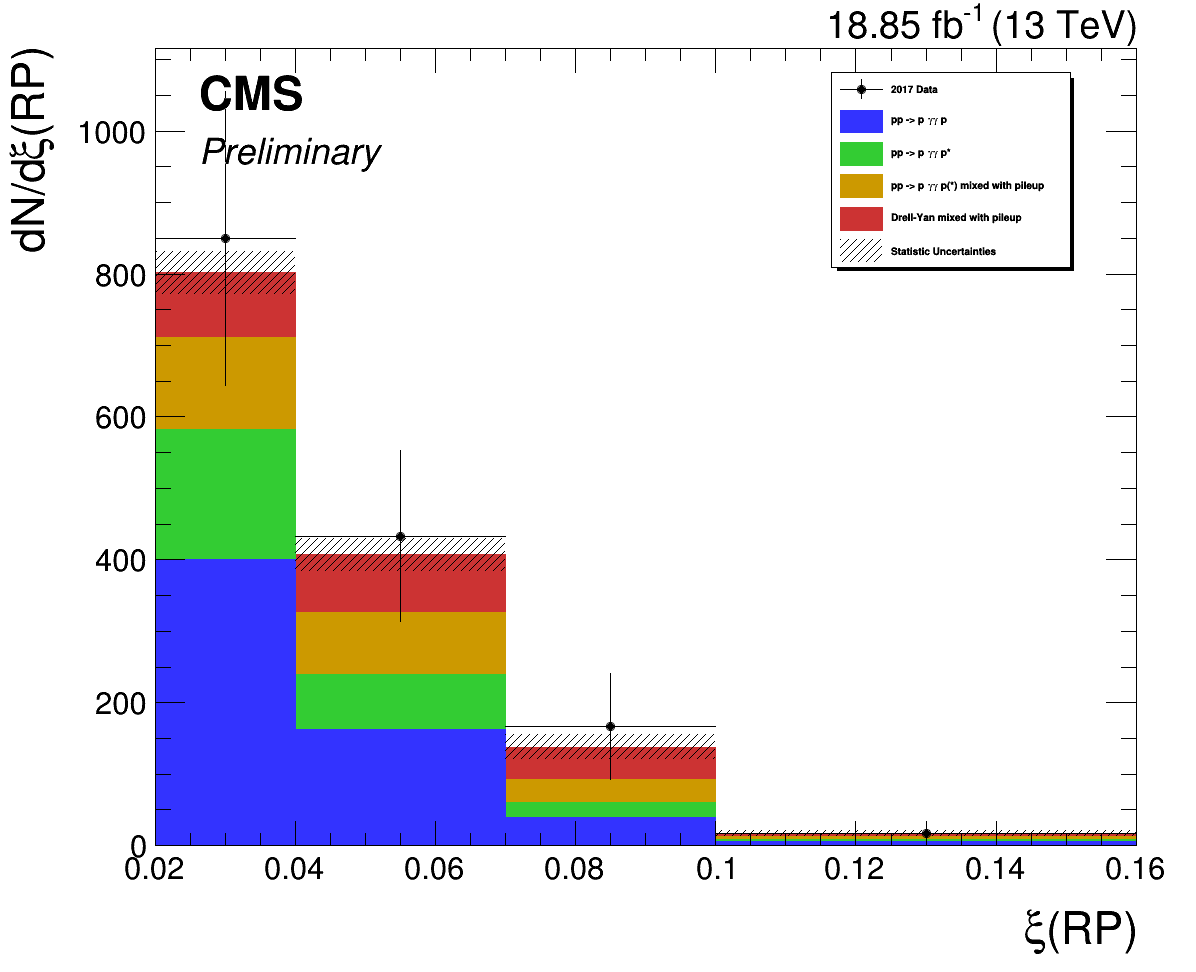 18.85 fb⁻¹ (13 TeV)
dN/dξ(RP)
CMS
Preliminary
2017 Data
pp -> p γγ p
pp -> p γγ p*
pp -> p γγ p(*) mixed with pileup
Drell-Yan mixed with pileup
Statistic Uncertainties
1000
800
600
400
200
0
0.02 0.04 0.06 0.08 0.1 0.12 0.14 0.16
ξ(RP)